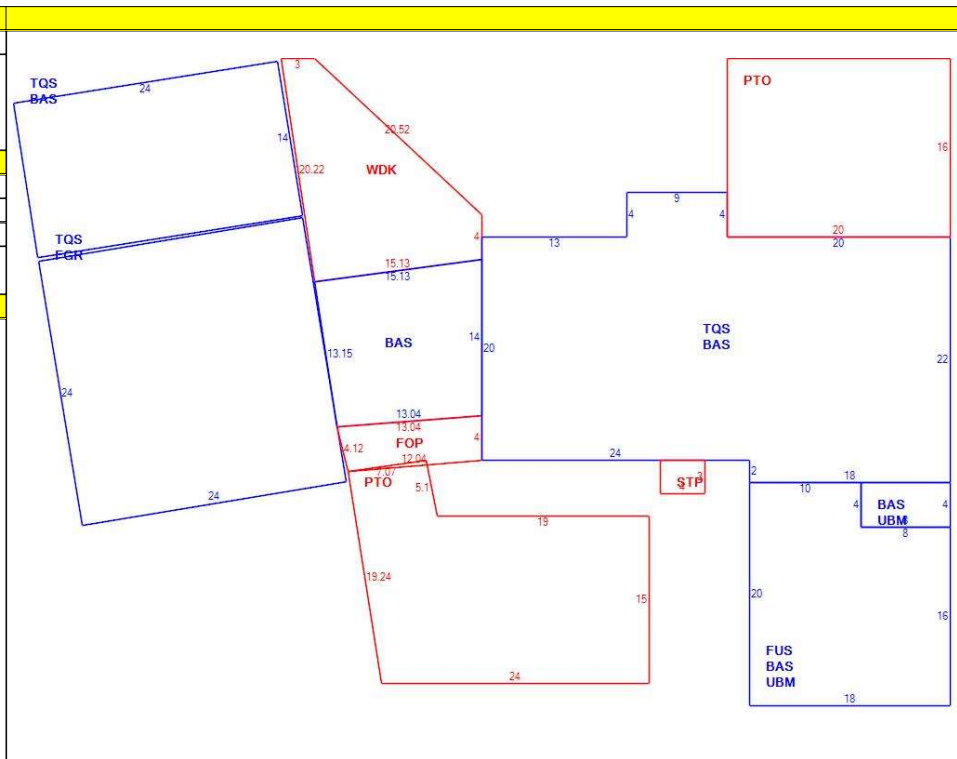 TQS
BAS
24
14
3
20.52
20.22
WDK
4
15.13
15.13
PTO
16
20
20
9
4
4
13
TQS
FGR
24
24
13.15
BAS
14
20
13.04
13.04
FOP
4
4.12
12.04
7.07
PTO
5.1
19
19.24
15
24
TQS
BAS
22
24
STP
3
2
18
10
4
BAS
UBM
4
8
20
16
FUS
BAS
UBM
18